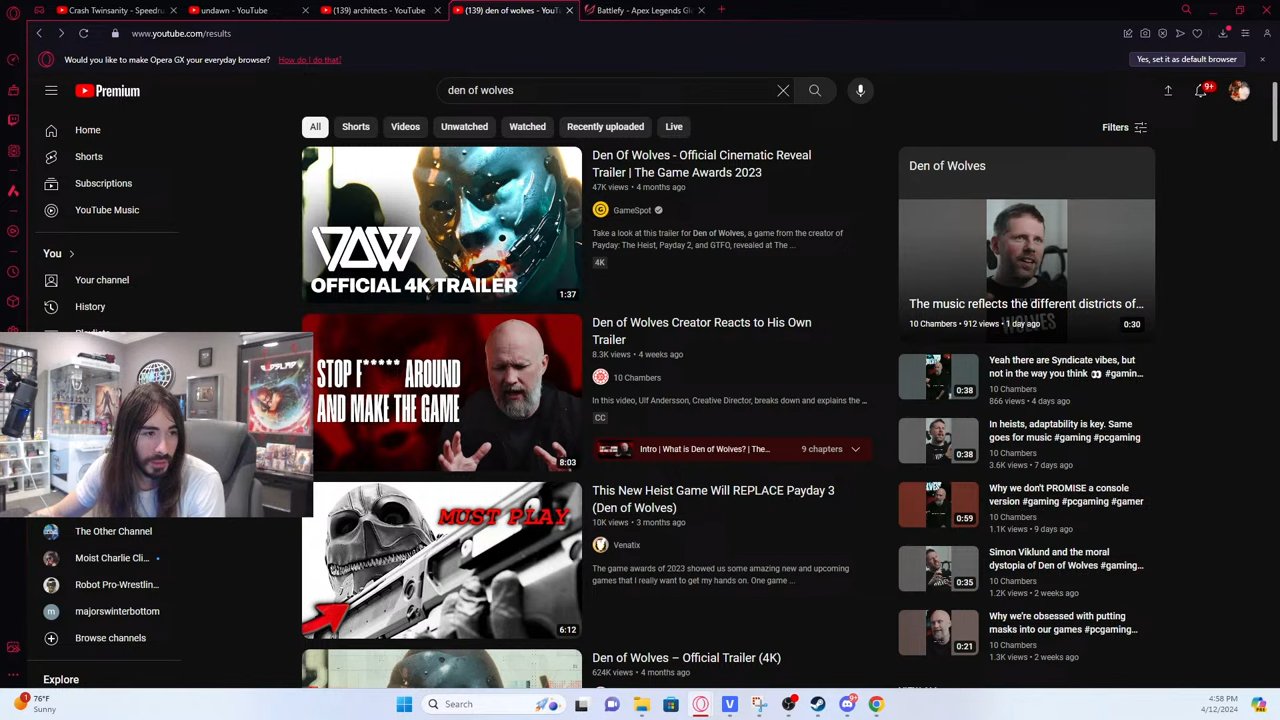 Crash Twinsanity - Speedru
undawn - YouTube
(139) architects - YouTube
(139) den of wolves - YouTu
Battlefy - Apex Legends Gl
www.youtube.com/results
Would you like to make Opera GX your everyday browser?
How do I do that?
Yes, set it as default browser
Premium
den of wolves
9+
Home
Shorts
Subscriptions
YouTube Music
You
Your channel
History
The Other Channel
Moist Charlie Cli...
Robot Pro-Wrestlin...
m
majorswinterbottom
Browse channels
Explore
All
Shorts
Videos
Unwatched
Watched
Recently uploaded
Live
Filters
OFFICIAL 4K TRAILER
1:37
Den Of Wolves - Official Cinematic Reveal
Trailer | The Game Awards 2023
47K views • 4 months ago
GameSpot
Take a look at this trailer for Den of Wolves, a game from the creator of
Payday: The Heist, Payday 2, and GTFO, revealed at The ...
4K
STOP F***** AROUND
AND MAKE THE GAME
8:03
Den of Wolves Creator Reacts to His Own
Trailer
8.3K views • 4 weeks ago
10 Chambers
In this video, Ulf Andersson, Creative Director, breaks down and explains the ...
CC
Intro | What is Den of Wolves? | The...
9 chapters
MUST PLAY
6:12
This New Heist Game Will REPLACE Payday 3
(Den of Wolves)
10K views • 3 months ago
Venatix
The game awards of 2023 showed us some amazing new and upcoming
games that I really want to get my hands on. One game ...
Den of Wolves – Official Trailer (4K)
624K views • 4 months ago
Den of Wolves
The music reflects the different districts of...
10 Chambers • 912 views • 1 day ago
0:30
0:38
Yeah there are Syndicate vibes, but
not in the way you think 👀 #gamin...
10 Chambers
866 views • 4 days ago
0:38
In heists, adaptability is key. Same
goes for music #gaming #pcgaming
10 Chambers
3.6K views • 7 days ago
0:59
Why we don't PROMISE a console
version #gaming #pcgaming #gamer
10 Chambers
1.1K views • 9 days ago
0:35
Simon Viklund and the moral
dystopia of Den of Wolves #gaming
10 Chambers
1.2K views • 2 weeks ago
0:21
Why we're obsessed with putting
masks into our games #pcgaming...
10 Chambers
1.3K views • 2 weeks ago
1
76°F
Sunny
Search
9+
4:58 PM
4/12/2024